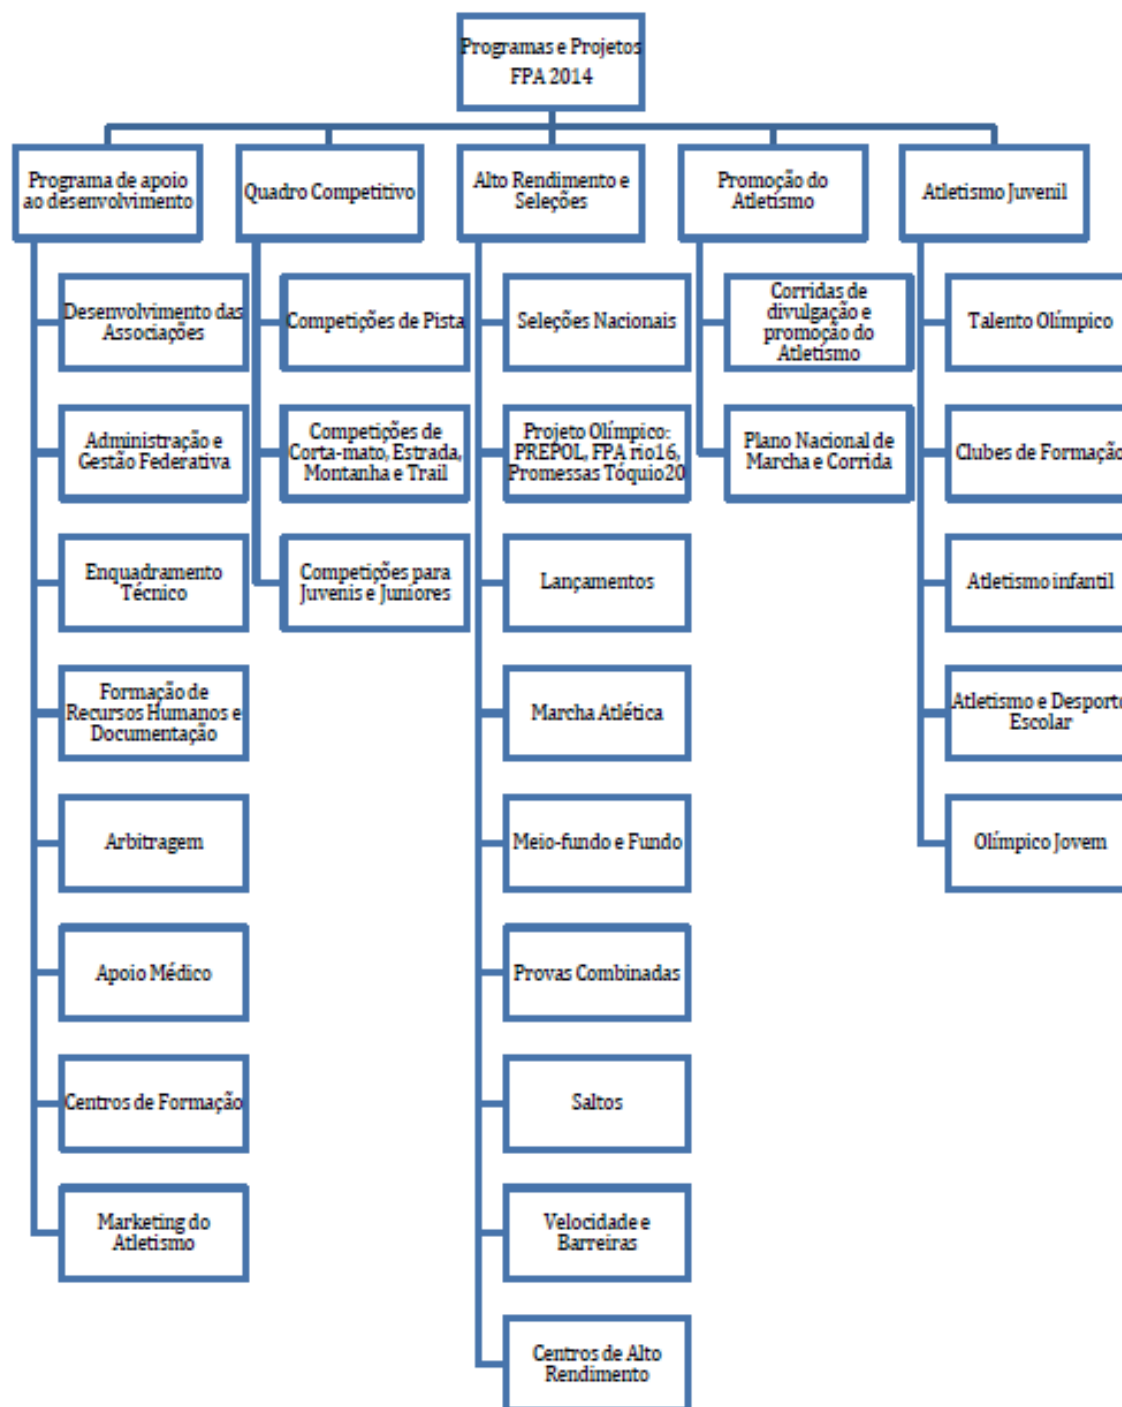 Programas e Projetos
FPA 2014
Programa de apoio
ao desenvolvimento
Quadro Competitivo
Alto Rendimento e
Seleções
Promoção do
Atletismo
Atletismo Juvenil
Desenvolvimento das
Associações
Administração e
Gestão Federativa
Enquadramento
Técnico
Formação de
Recursos Humanos e
Documentação
Arbitragem
Apoio Médico
Centros de Formação
Marketing do
Atletismo
Competições de Pista
Competições de
Corta-mato, Estrada,
Montanha e Trail
Competições para
Juvenis e Juniores
Seleções Nacionais
Projeto Olímpico:
PREPOL, FPA rio16,
Promessas Tóquio20
Lançamentos
Marcha Atlética
Meio-fundo e Fundo
Provas Combinadas
Saltos
Velocidade e
Barreiras
Centros de Alto
Rendimento
Corridas de
divulgação e
promoção do
Atletismo
Plano Nacional de
Marcha e Corrida
Talento Olímpico
Clubes de Formação
Atletismo infantil
Atletismo e Desporto
Escolar
Olímpico Jovem